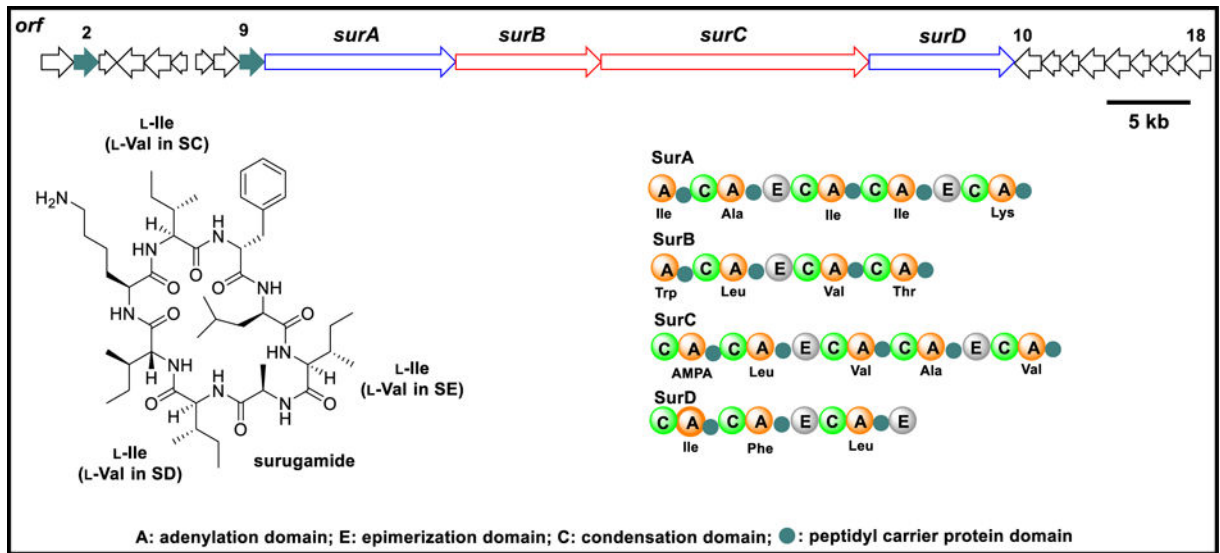 orf
2
9
surA
surB
surC
surD
10
18
5 kb
L-Ile
(L-Val in SC)
H₂N
HN
O
NH
O
NH
HN
O
O
HN
O
NH
O
NH
O
NH
O
HN
O
L-Ile
(L-Val in SE)
L-Ile
(L-Val in SD)
surugamide
SurA
A C A E C A C A E C A
Ile Ala Ile Ile Lys
SurB
A C A E C A C A
Trp Leu Val Thr
SurC
C A C A E C A C A E C A
AMPA Leu Val Ala Val
SurD
C A C A E C A E
Ile Phe Leu
A: adenylation domain; E: epimerization domain; C: condensation domain; : peptidyl carrier protein domain